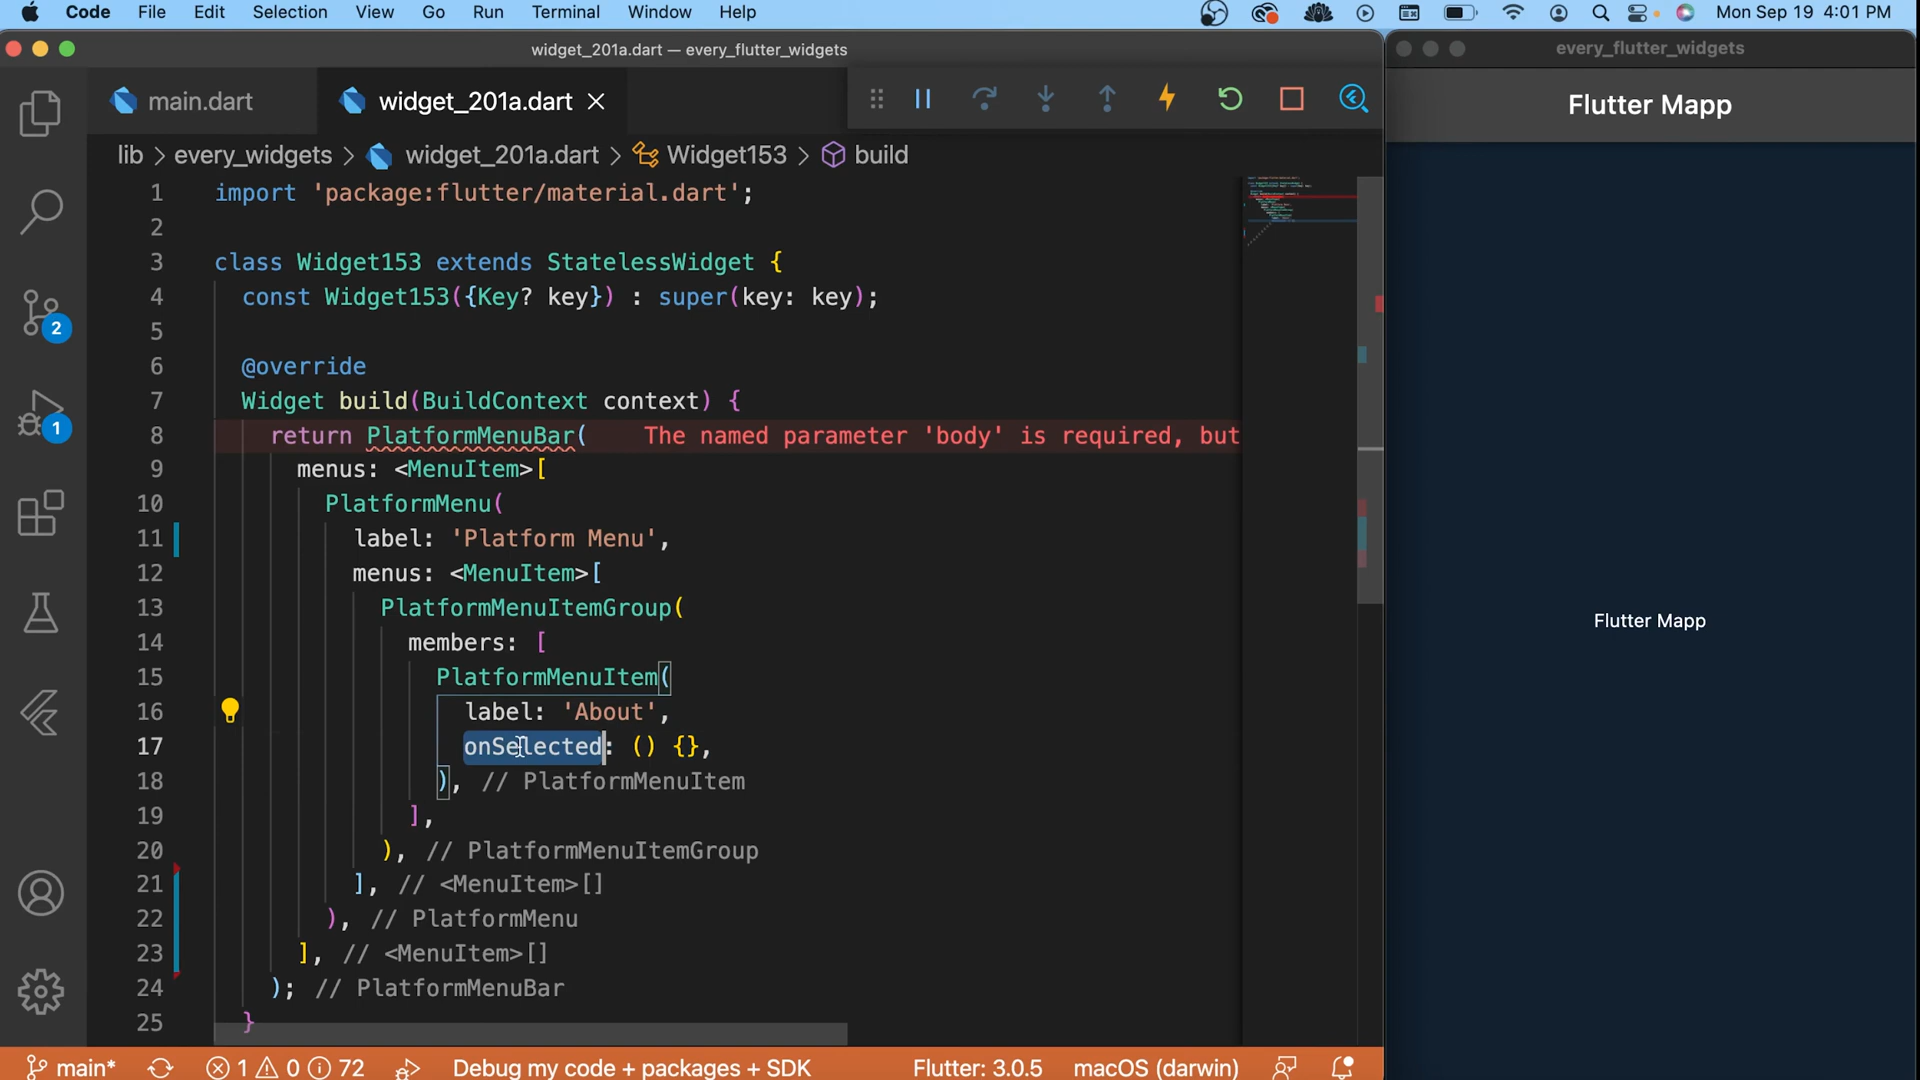 Code File Edit Selection View Go Run Terminal Window Help Mon Sep 19 4:01 PM
widget_201a.dart — every_flutter_widgets
every_flutter_widgets
main.dart
widget_201a.dart
Flutter Mapp
lib > every_widgets > widget_201a.dart > Widget153 > build
1 import 'package:flutter/material.dart';
2
3 class Widget153 extends StatelessWidget {
4 const Widget153({Key? key}) : super(key: key);
5
6 @override
7 Widget build(BuildContext context) {
8 return PlatformMenuBar( The named parameter 'body' is required, but
9 menus: <MenuItem>[
10 PlatformMenu(
11 label: 'Platform Menu',
12 menus: <MenuItem>[
13 PlatformMenuItemGroup(
14 members: [
15 PlatformMenuItem(
16 label: 'About',
17 onSelected: () {},
18 ), // PlatformMenuItem
19 ],
20 ), // PlatformMenuItemGroup
21 ], // <MenuItem>[]
22 ), // PlatformMenu
23 ], // <MenuItem>[]
24 ); // PlatformMenuBar
25 }
2
1
Flutter Mapp
main* 1 0 72 Debug my code + packages + SDK Flutter: 3.0.5 macOS (darwin)